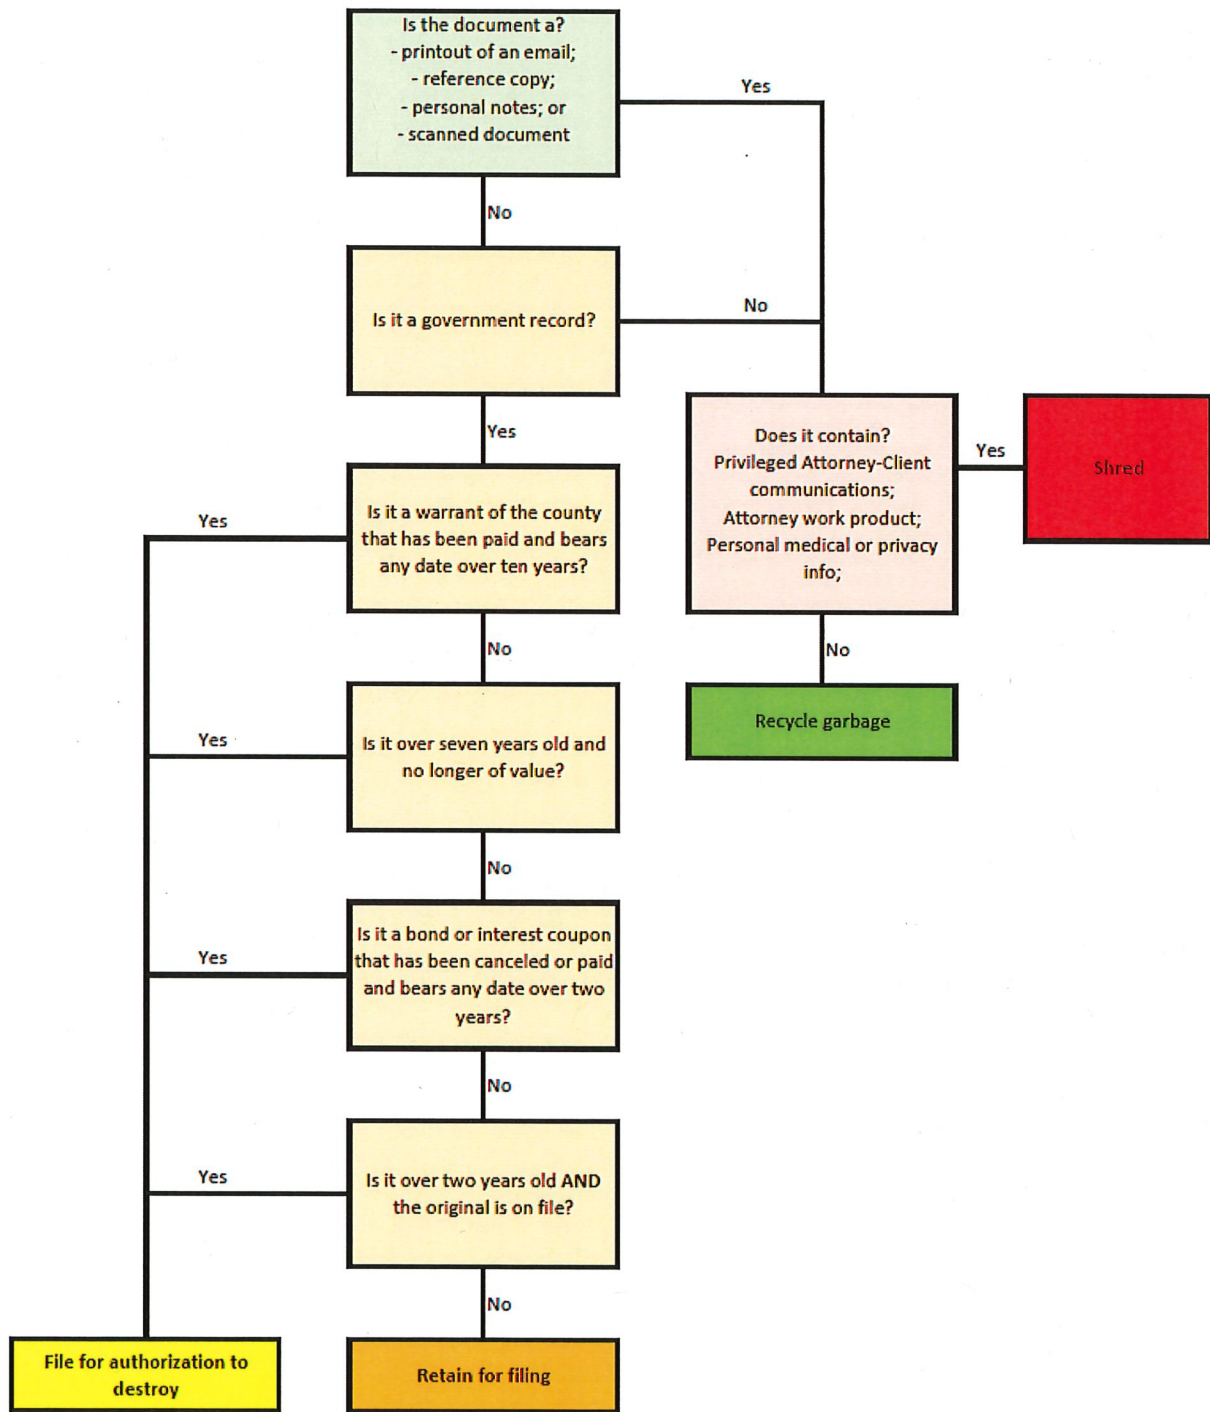 Is the document a?
- printout of an email;
- reference copy;
- personal notes; or
- scanned document
Yes
No
Is it a government record?
No
Yes
Does it contain?
Privileged Attorney-Client
communications;
Attorney work product;
Personal medical or privacy
info;
Yes
Shred
Is it a warrant of the county
that has been paid and bears
any date over ten years?
Yes
No
No
Recycle garbage
Is it over seven years old and
no longer of value?
Yes
No
Is it a bond or interest coupon
that has been canceled or paid
and bears any date over two
years?
Yes
No
Is it over two years old AND
the original is on file?
Yes
No
File for authorization to
destroy
Retain for filing